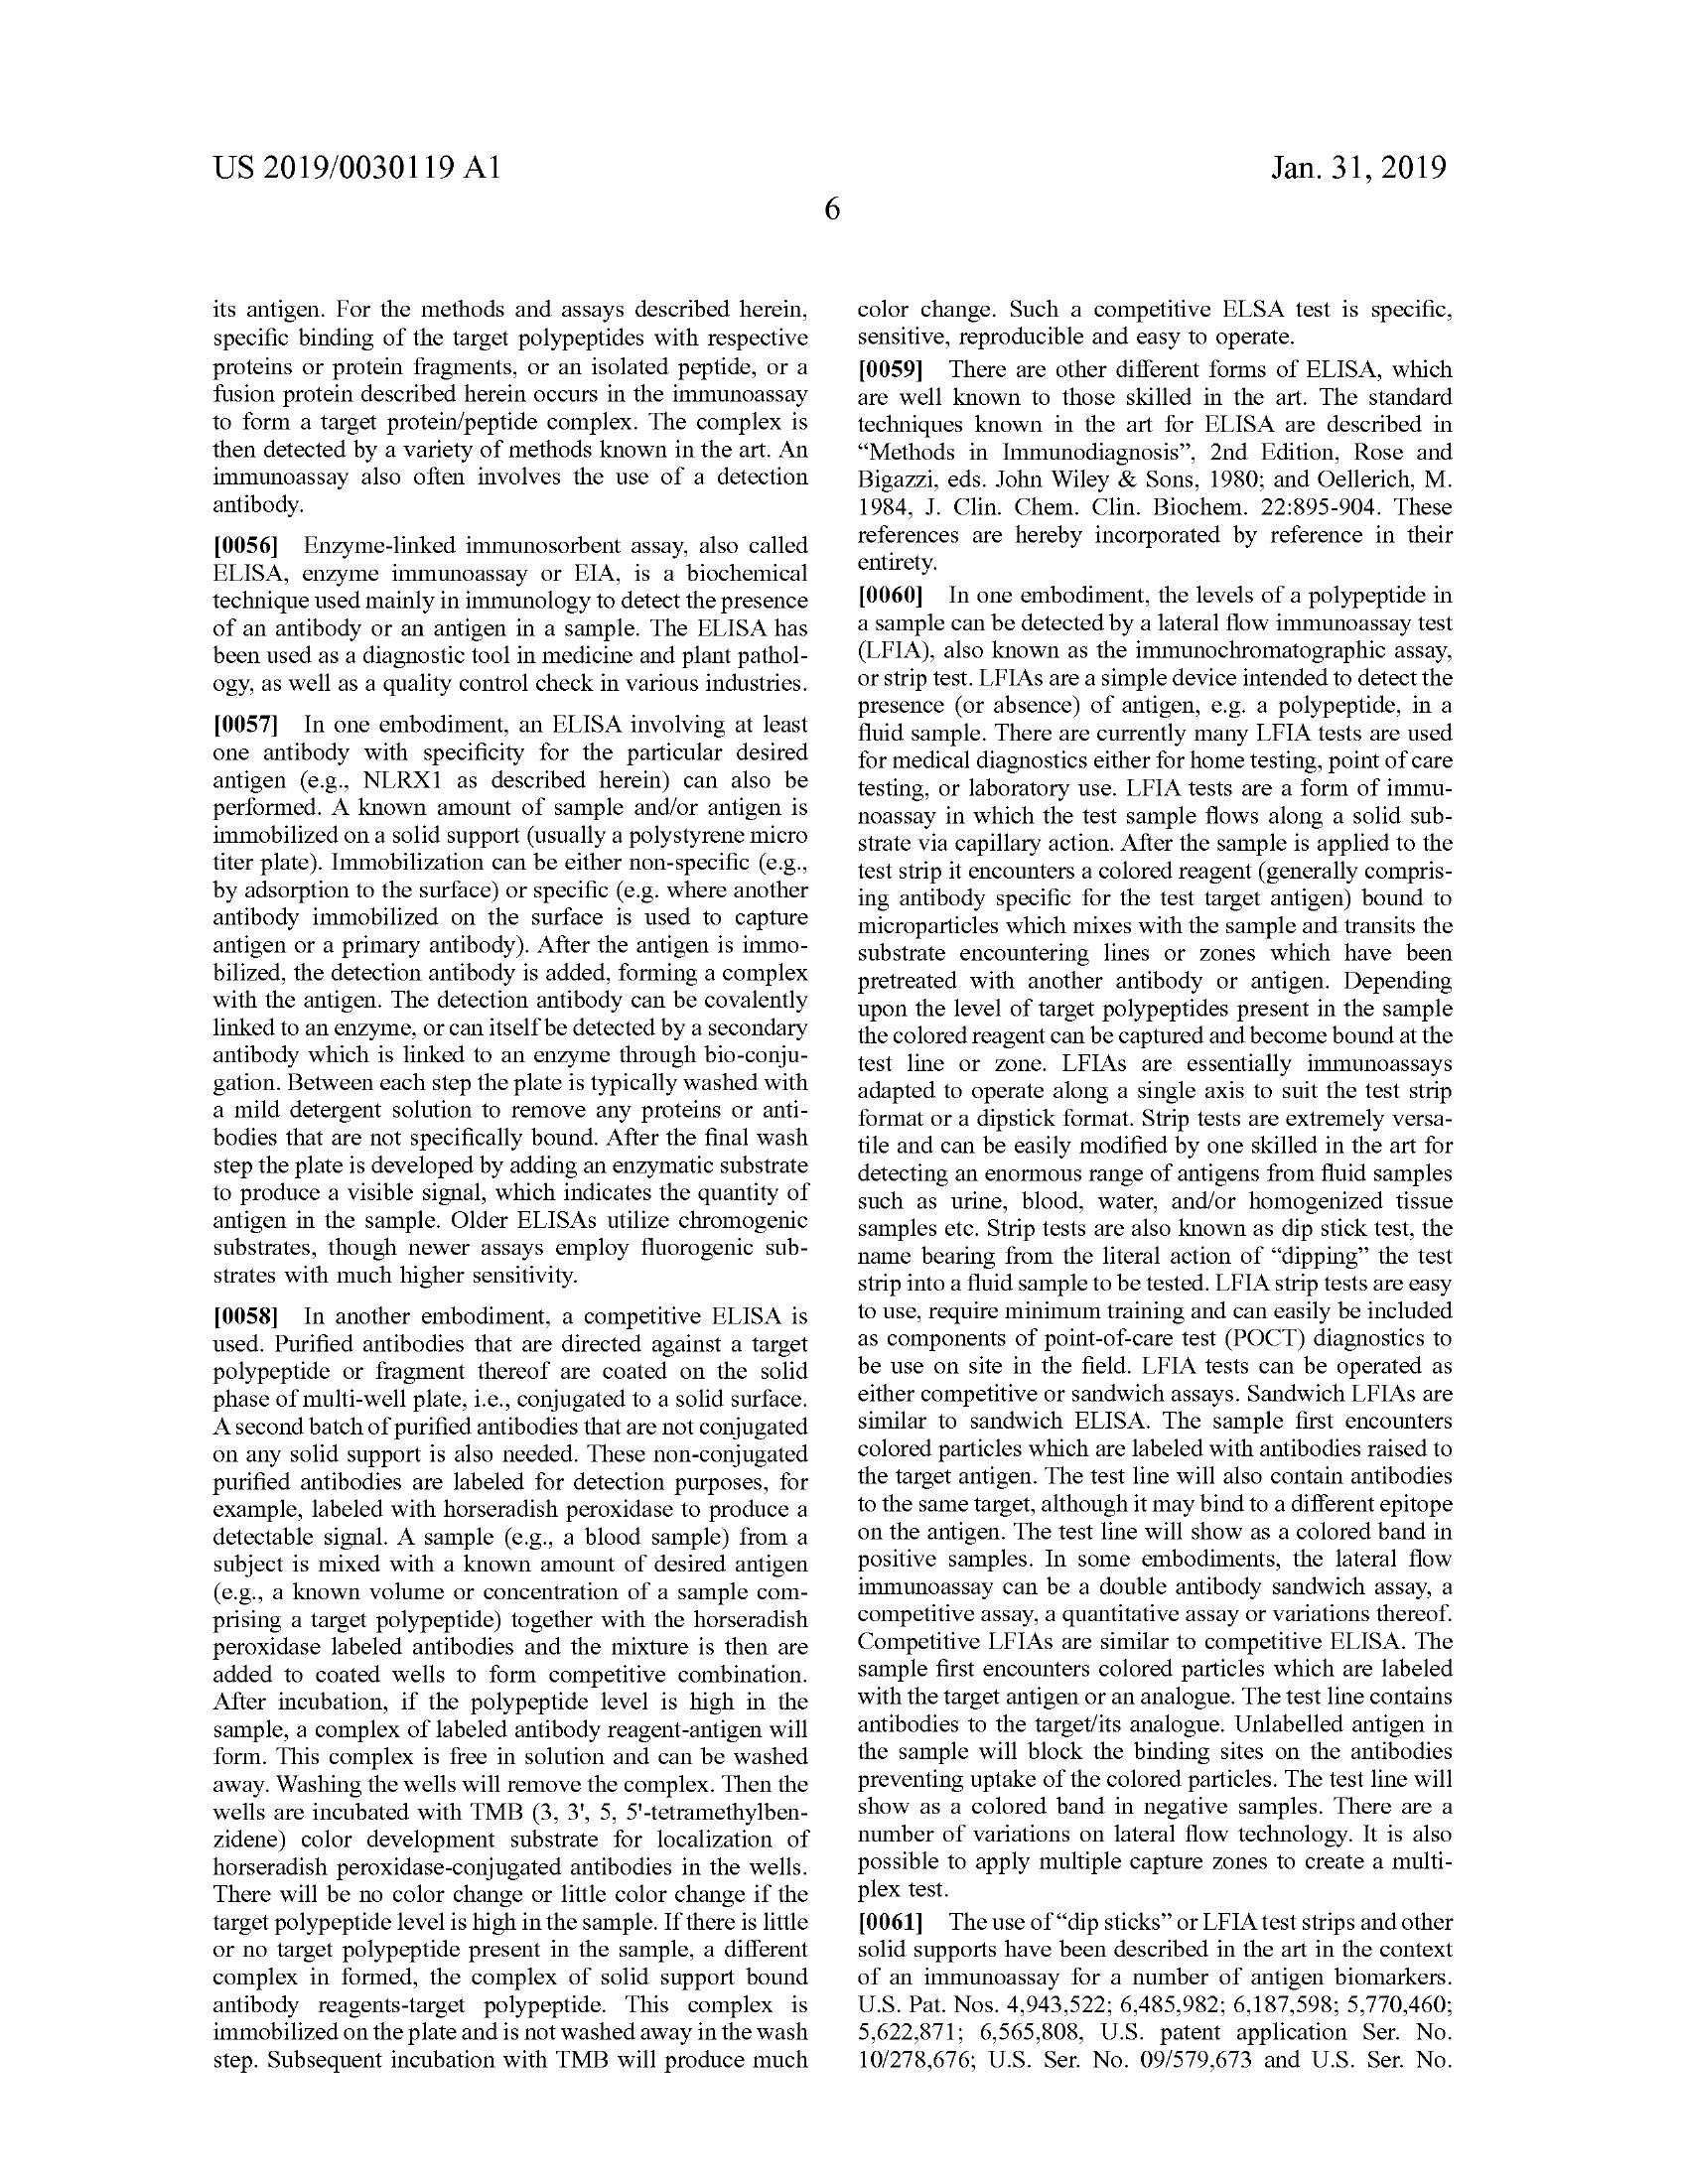 US 2019/0030119 A1
Jan. 31, 2019
6
its antigen. For the methods and assays described herein,
specific binding of the target polypeptides with respective
proteins or protein fragments, or an isolated peptide, or a
fusion protein described herein occurs in the immunoassay
to form a target protein/peptide complex. The complex is
then detected by a variety of methods known in the art. An
immunoassay also often involves the use of a detection
antibody.
[0056] Enzyme-linked immunosorbent assay, also called
ELISA, enzyme immunoassay or EIA, is a biochemical
technique used mainly in immunology to detect the presence
of an antibody or an antigen in a sample. The ELISA has
been used as a diagnostic tool in medicine and plant pathol-
ogy, as well as a quality control check in various industries.
[0057] In one embodiment, an ELISA involving at least
one antibody with specificity for the particular desired
antigen (e.g., NLRX1 as described herein) can also be
performed. A known amount of sample and/or antigen is
immobilized on a solid support (usually a polystyrene micro
titer plate). Immobilization can be either non-specific (e.g.,
by adsorption to the surface) or specific (e.g. where another
antibody immobilized on the surface is used to capture
antigen or a primary antibody). After the antigen is immo-
bilized, the detection antibody is added, forming a complex
with the antigen. The detection antibody can be covalently
linked to an enzyme, or can itself be detected by a secondary
antibody which is linked to an enzyme through bio-conju-
gation. Between each step the plate is typically washed with
a mild detergent solution to remove any proteins or anti-
bodies that are not specifically bound. After the final wash
step the plate is developed by adding an enzymatic substrate
to produce a visible signal, which indicates the quantity of
antigen in the sample. Older ELISAs utilize chromogenic
substrates, though newer assays employ fluorogenic sub-
strates with much higher sensitivity.
[0058] In another embodiment, a competitive ELISA is
used. Purified antibodies that are directed against a target
polypeptide or fragment thereof are coated on the solid
phase of multi-well plate, i.e., conjugated to a solid surface.
A second batch of purified antibodies that are not conjugated
on any solid support is also needed. These non-conjugated
purified antibodies are labeled for detection purposes, for
example, labeled with horseradish peroxidase to produce a
detectable signal. A sample (e.g., a blood sample) from a
subject is mixed with a known amount of desired antigen
(e.g., a known volume or concentration of a sample com-
prising a target polypeptide) together with the horseradish
peroxidase labeled antibodies and the mixture is then are
added to coated wells to form competitive combination.
After incubation, if the polypeptide level is high in the
sample, a complex of labeled antibody reagent-antigen will
form. This complex is free in solution and can be washed
away. Washing the wells will remove the complex. Then the
wells are incubated with TMB (3, 3', 5, 5'-tetramethylben-
zidene) color development substrate for localization of
horseradish peroxidase-conjugated antibodies in the wells.
There will be no color change or little color change if the
target polypeptide level is high in the sample. If there is little
or no target polypeptide present in the sample, a different
complex in formed, the complex of solid support bound
antibody reagents-target polypeptide. This complex is
immobilized on the plate and is not washed away in the wash
step. Subsequent incubation with TMB will produce much
color change. Such a competitive ELSA test is specific,
sensitive, reproducible and easy to operate.
[0059] There are other different forms of ELISA, which
are well known to those skilled in the art. The standard
techniques known in the art for ELISA are described in
“Methods in Immunodiagnosis”, 2nd Edition, Rose and
Bigazzi, eds. John Wiley & Sons, 1980; and Oellerich, M.
1984, J. Clin. Chem. Clin. Biochem. 22:895-904. These
references are hereby incorporated by reference in their
entirety.
[0060] In one embodiment, the levels of a polypeptide in
a sample can be detected by a lateral flow immunoassay test
(LFIA), also known as the immunochromatographic assay,
or strip test. LFIAs are a simple device intended to detect the
presence (or absence) of antigen, e.g. a polypeptide, in a
fluid sample. There are currently many LFIA tests are used
for medical diagnostics either for home testing, point of care
testing, or laboratory use. LFIA tests are a form of immu-
noassay in which the test sample flows along a solid sub-
strate via capillary action. After the sample is applied to the
test strip it encounters a colored reagent (generally compris-
ing antibody specific for the test target antigen) bound to
microparticles which mixes with the sample and transits the
substrate encountering lines or zones which have been
pretreated with another antibody or antigen. Depending
upon the level of target polypeptides present in the sample
the colored reagent can be captured and become bound at the
test line or zone. LFIAs are essentially immunoassays
adapted to operate along a single axis to suit the test strip
format or a dipstick format. Strip tests are extremely versa-
tile and can be easily modified by one skilled in the art for
detecting an enormous range of antigens from fluid samples
such as urine, blood, water, and/or homogenized tissue
samples etc. Strip tests are also known as dip stick test, the
name bearing from the literal action of “dipping” the test
strip into a fluid sample to be tested. LFIA strip tests are easy
to use, require minimum training and can easily be included
as components of point-of-care test (POCT) diagnostics to
be use on site in the field. LFIA tests can be operated as
either competitive or sandwich assays. Sandwich LFIAs are
similar to sandwich ELISA. The sample first encounters
colored particles which are labeled with antibodies raised to
the target antigen. The test line will also contain antibodies
to the same target, although it may bind to a different epitope
on the antigen. The test line will show as a colored band in
positive samples. In some embodiments, the lateral flow
immunoassay can be a double antibody sandwich assay, a
competitive assay, a quantitative assay or variations thereof.
Competitive LFIAs are similar to competitive ELISA. The
sample first encounters colored particles which are labeled
with the target antigen or an analogue. The test line contains
antibodies to the target/its analogue. Unlabelled antigen in
the sample will block the binding sites on the antibodies
preventing uptake of the colored particles. The test line will
show as a colored band in negative samples. There are a
number of variations on lateral flow technology. It is also
possible to apply multiple capture zones to create a multi-
plex test.
[0061] The use of “dip sticks” or LFIA test strips and other
solid supports have been described in the art in the context
of an immunoassay for a number of antigen biomarkers.
U.S. Pat. Nos. 4,943,522; 6,485,982; 6,187,598; 5,770,460;
5,622,871; 6,565,808, U.S. patent application Ser. No.
10/278,676; U.S. Ser. No. 09/579,673 and U.S. Ser. No.